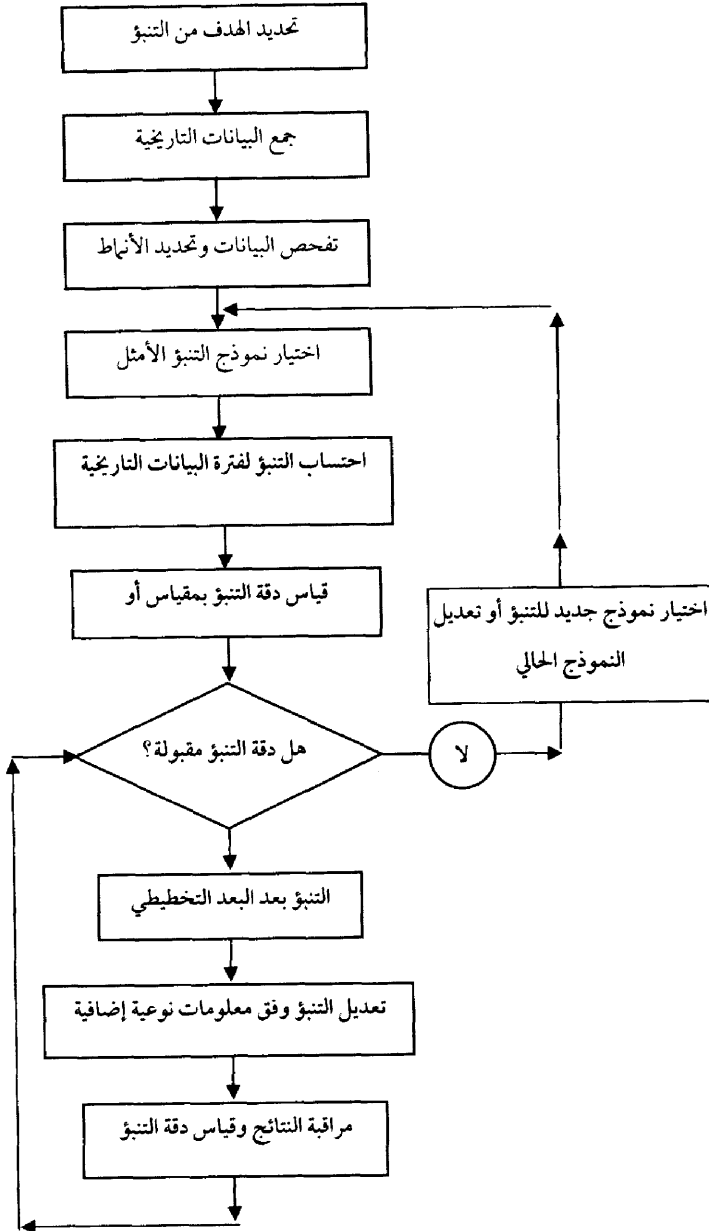 تحديد الهدف من التنبؤ
جمع البيانات التاريخية
تفحص البيانات وتحديد الأنماط
اختيار نموذج التنبؤ الأمثل
احتساب التنبؤ لفترة البيانات التاريخية
قياس دقة التنبؤ بمقياس أو
اختيار نموذج جديد للتنبؤ أو تعديل
النموذج الحالي
هل دقة التنبؤ مقبولة؟
لا
التنبؤ بعد البعد التخطيطي
تعديل التنبؤ وفق معلومات نوعية إضافية
مراقبة النتائج وقياس دقة التنبؤ